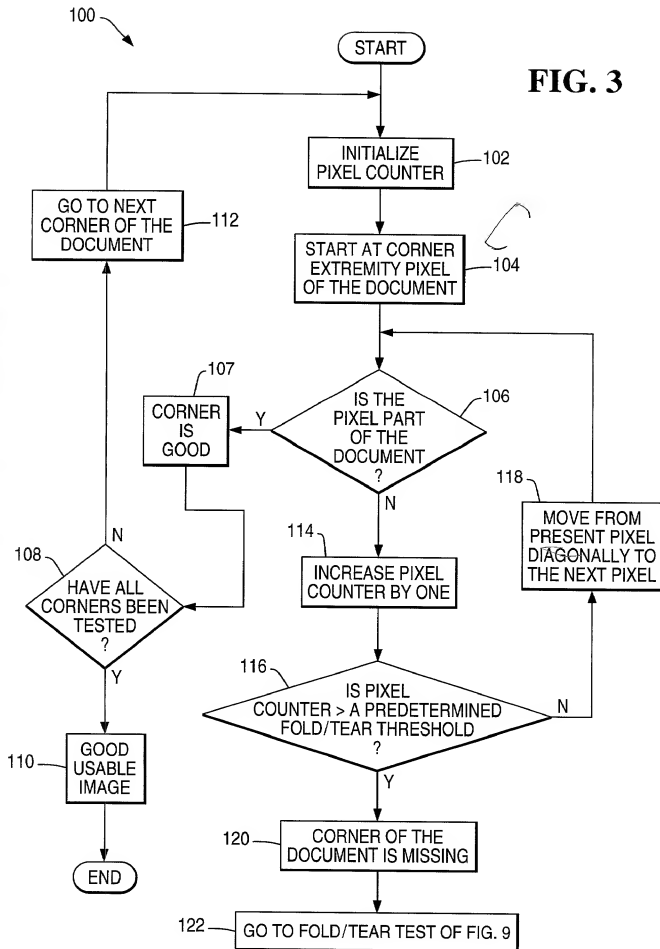 100
START
FIG. 3
INITIALIZE
PIXEL COUNTER
102
GO TO NEXT
CORNER OF THE
DOCUMENT
112
START AT CORNER
EXTREMITY PIXEL
OF THE DOCUMENT
104
107
CORNER
IS
GOOD
Y
IS THE
PIXEL PART
OF THE
DOCUMENT
?
106
N
118
MOVE FROM
PRESENT PIXEL
DIAGONALLY TO
THE NEXT PIXEL
114
INCREASE PIXEL
COUNTER BY ONE
N
108
HAVE ALL
CORNERS BEEN
TESTED
?
Y
116
IS PIXEL
COUNTER > A PREDETERMINED
FOLD/TEAR THRESHOLD
?
N
Y
110
GOOD
USABLE
IMAGE
END
120
CORNER OF THE
DOCUMENT IS MISSING
122
GO TO FOLD/TEAR TEST OF FIG. 9